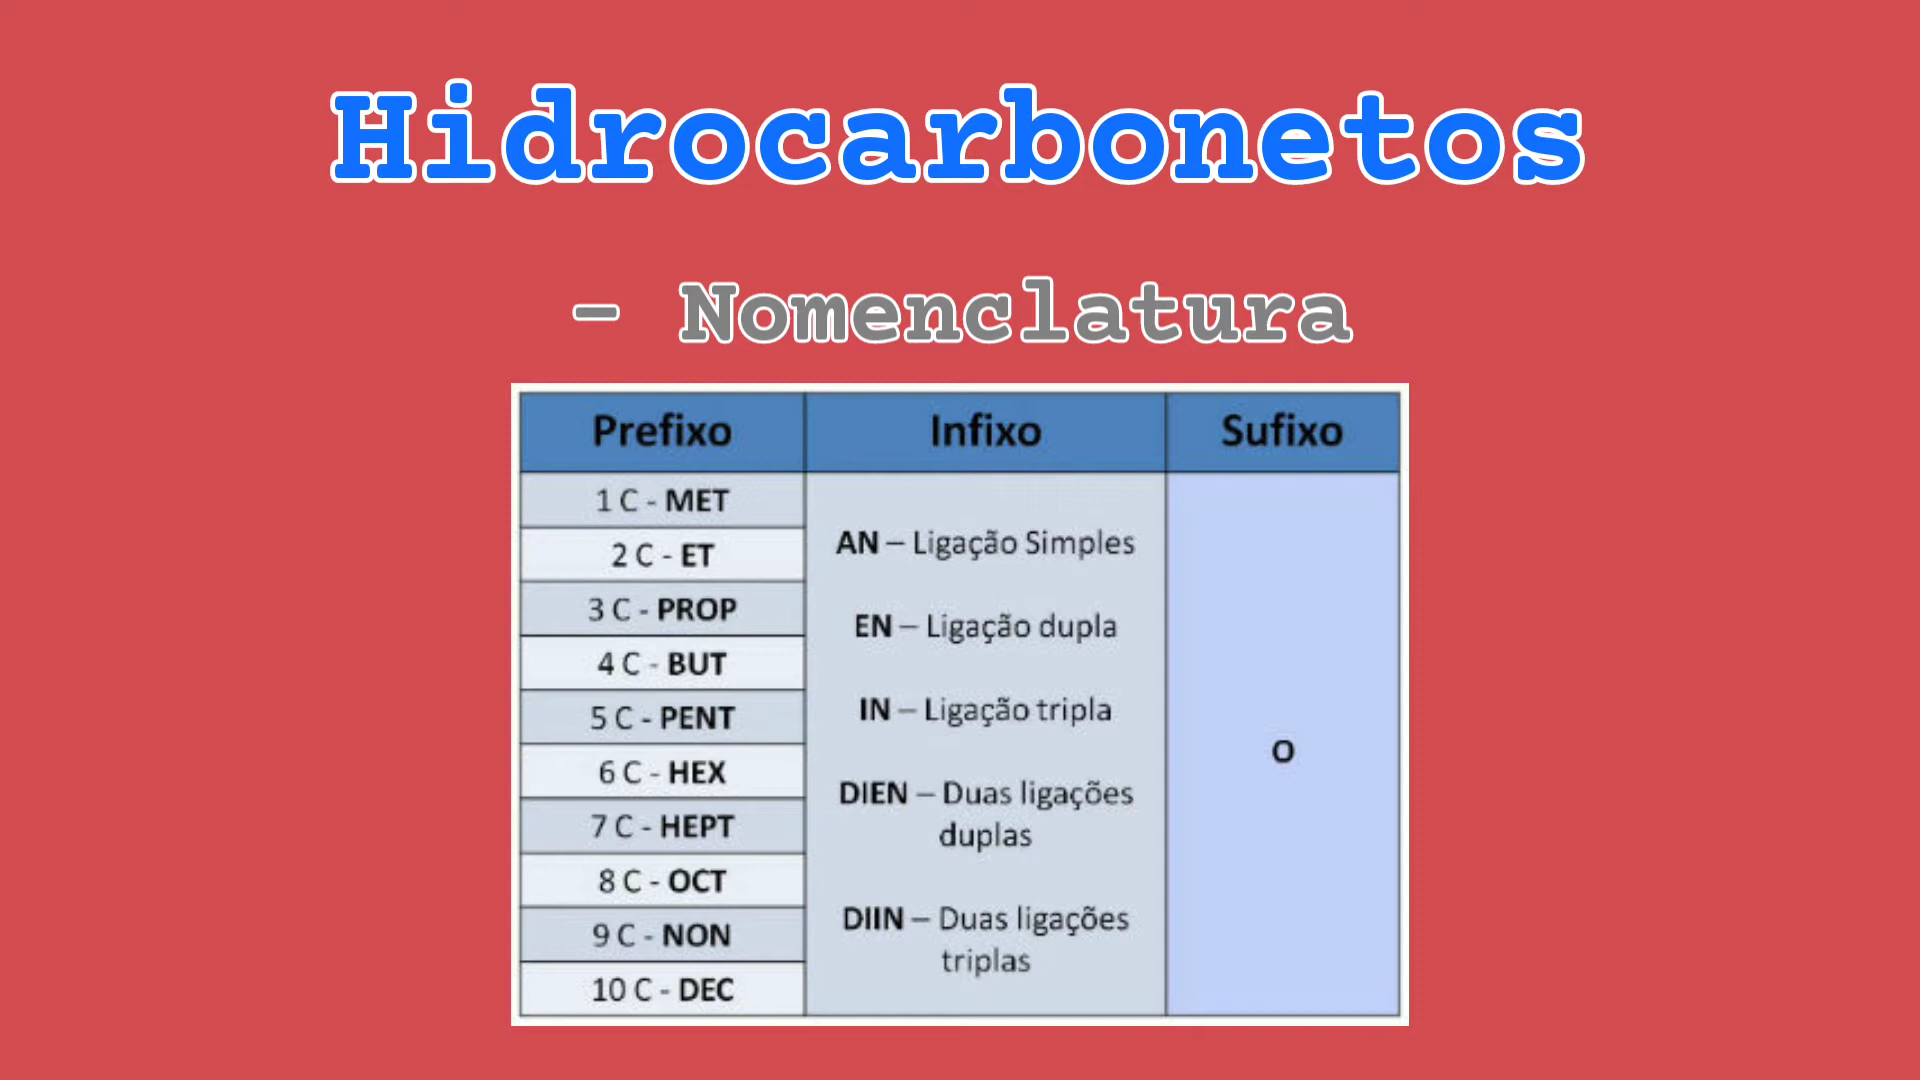 Hidrocarbonetos
- Nomenclatura
Prefixo Infixo Sufixo
1 C - MET
2 C - ET
3 C - PROP
4 C - BUT
5 C - PENT
6 C - HEX
7 C - HEPT
8 C - OCT
9 C - NON
10 C - DEC
AN – Ligação Simples
EN – Ligação dupla
IN – Ligação tripla
DIEN – Duas ligações
duplas
DIIN – Duas ligações
triplas
O